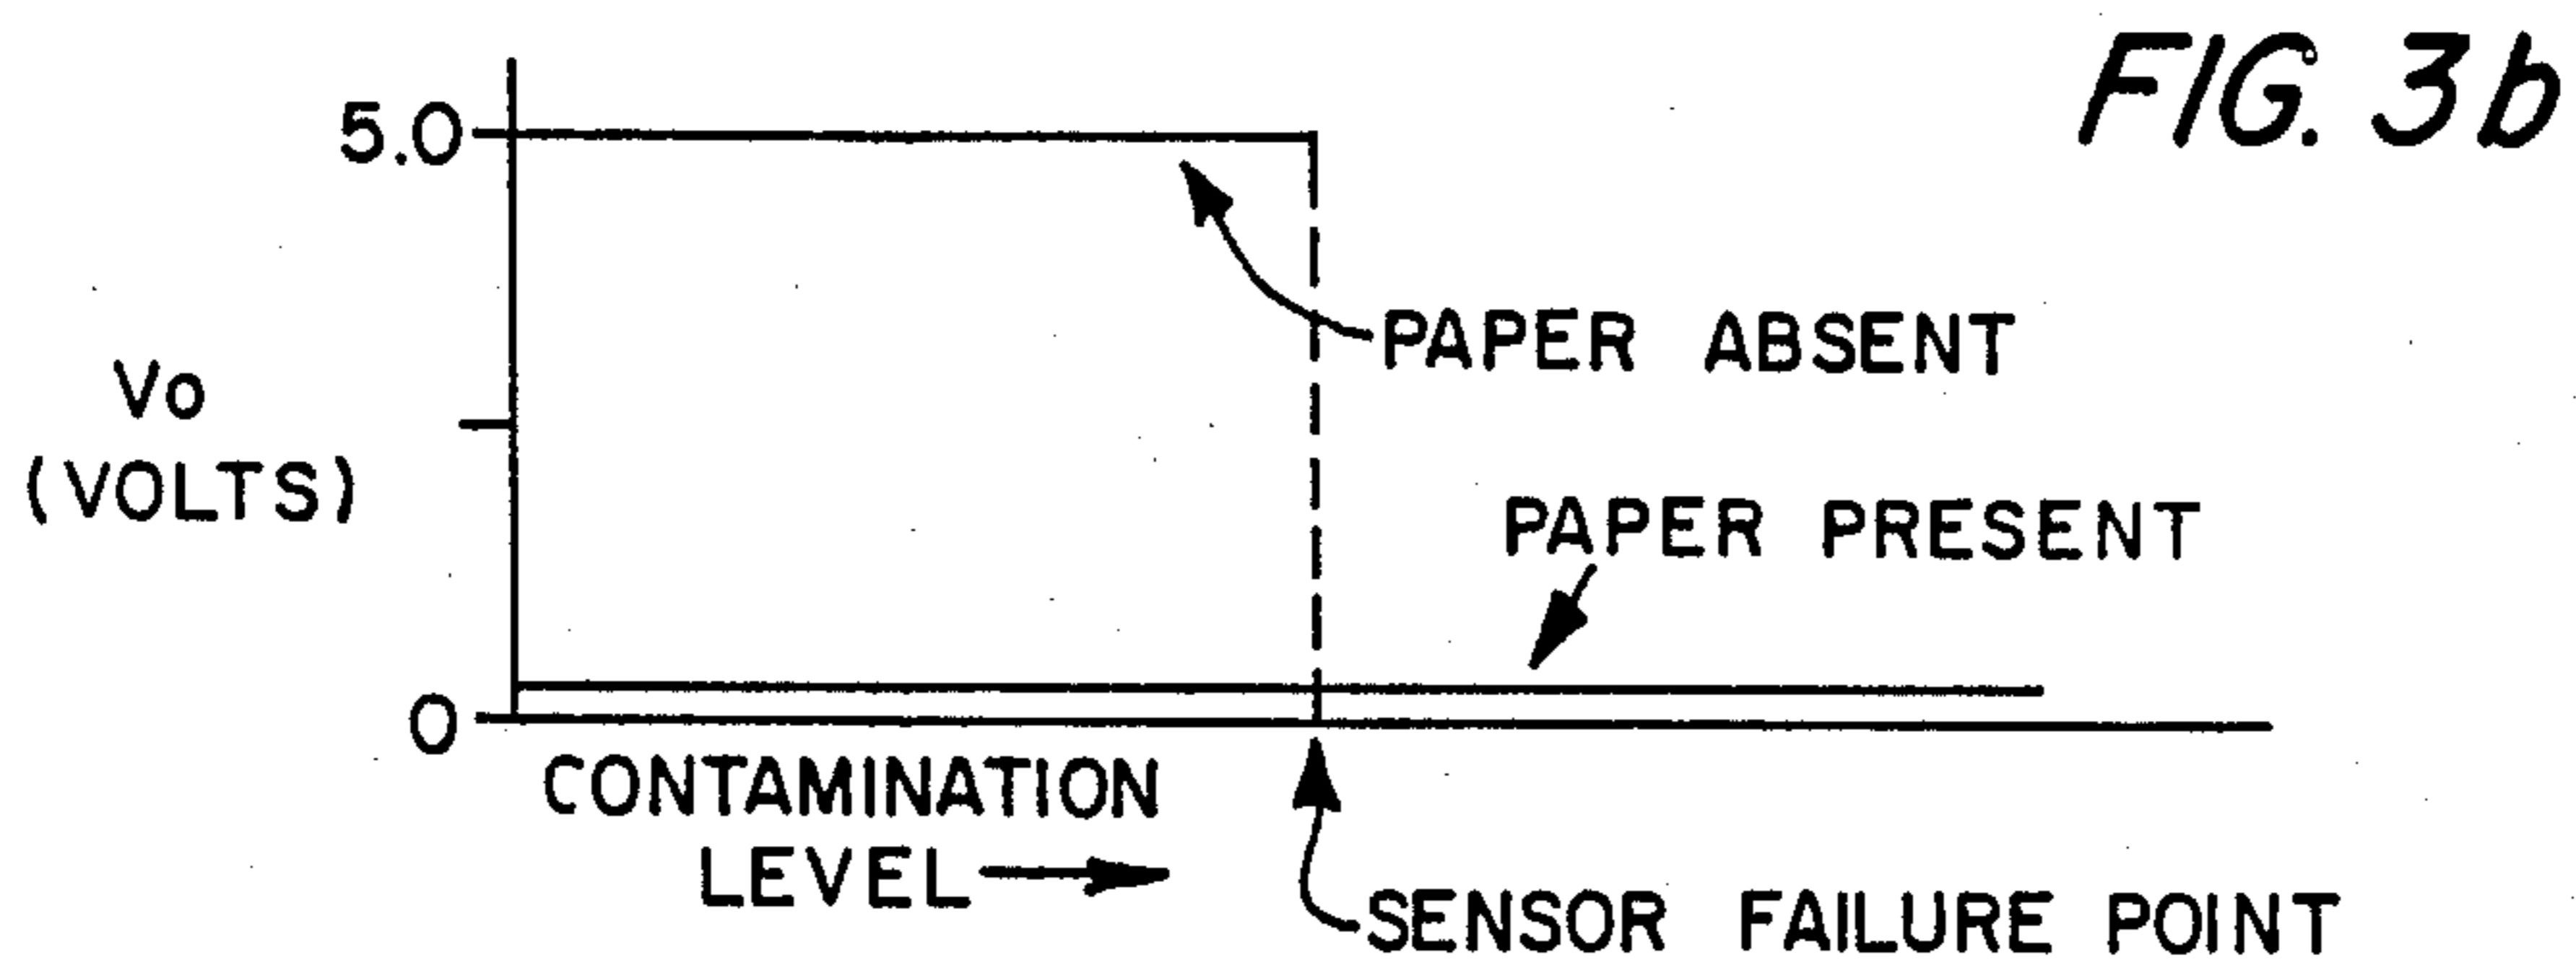 FIG. 3b
5.0
PAPER ABSENT
Vo
(VOLTS)
PAPER PRESENT
0
CONTAMINATION
LEVEL
SENSOR FAILURE POINT